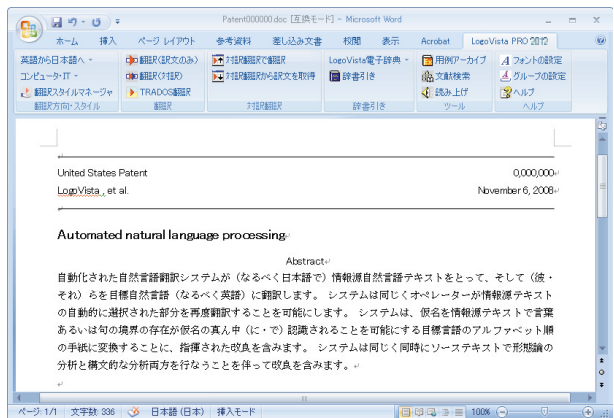 Patent000000.doc [互換モード] - Microsoft Word
ホーム 挿入 ページ レイアウト 参考資料 差し込み文書 校閲 表示 Acrobat LogoVista PRO 2012
英語から日本語へ 翻訳(訳文のみ) 対訳翻訳で翻訳 LogoVista電子辞典 用例アーカイブ フォントの設定
コンピュータ・IT 翻訳(対訳) 対訳翻訳から訳文を取得 辞書引き 文献検索 グループの設定
翻訳スタイルマネージャ TRADOS翻訳 読み上げ ヘルプ
翻訳方向・スタイル 翻訳 対訳翻訳 辞書引き ツール ヘルプ
United States Patent 0,000,000
LogoVista , et al. November 6, 2008
Automated natural language processing
Abstract
自動化された自然言語翻訳システムが（なるべく日本語で）情報源自然言語テキストをとって、そして（彼・
それ）らを目標自然言語（なるべく英語）に翻訳します。 システムは同じくオペレーターが情報源テキスト
の自動的に選択された部分を再度翻訳することを可能にします。 システムは、仮名を情報源テキストで言葉
あるいは句の境界の存在が仮名の真ん中（に・で）認識されることを可能にする目標言語のアルファベット順
の手紙に変換することに、指揮された改良を含みます。 システムは同じく同時にソーステキストで形態論の
分析と構文的な分析両方を行なうことを伴って改良を含みます。
ページ: 1/1 文字数: 336 日本語 (日本) 挿入モード 100%